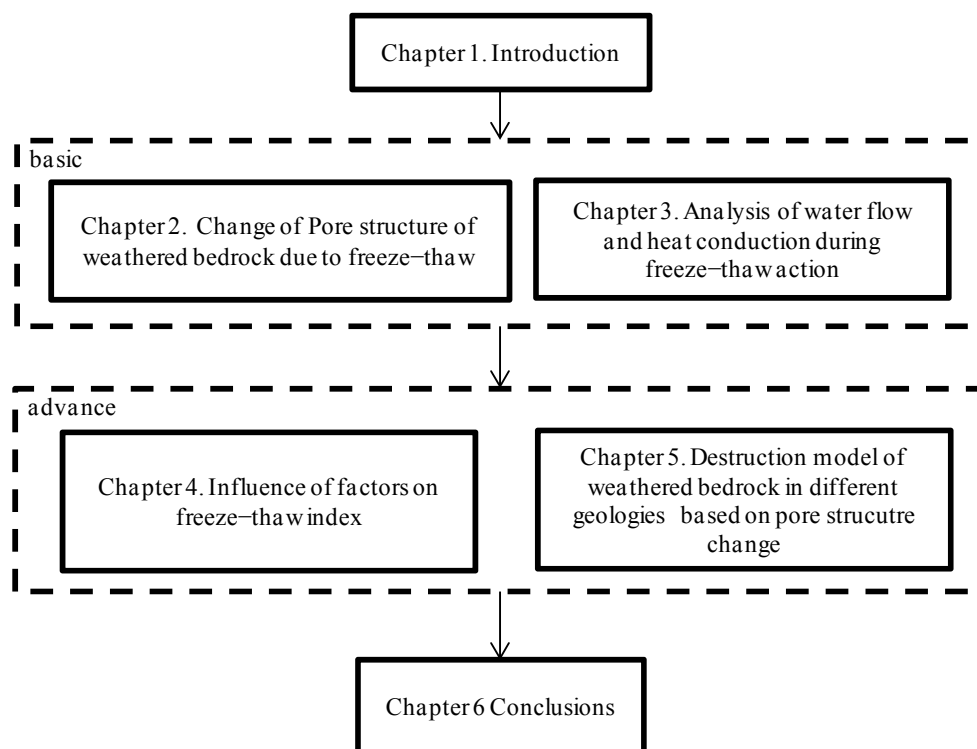 Chapter 1. Introduction
basic
Chapter 2. Change of Pore structure of
weathered bedrock due to freeze-thaw
Chapter 3. Analysis of water flow
and heat conduction during
freeze-thaw action
advance
Chapter 4. Influence of factors on
freeze-thaw index
Chapter 5. Destruction model of
weathered bedrock in different
geologies based on pore strucutre
change
Chapter 6 Conclusions